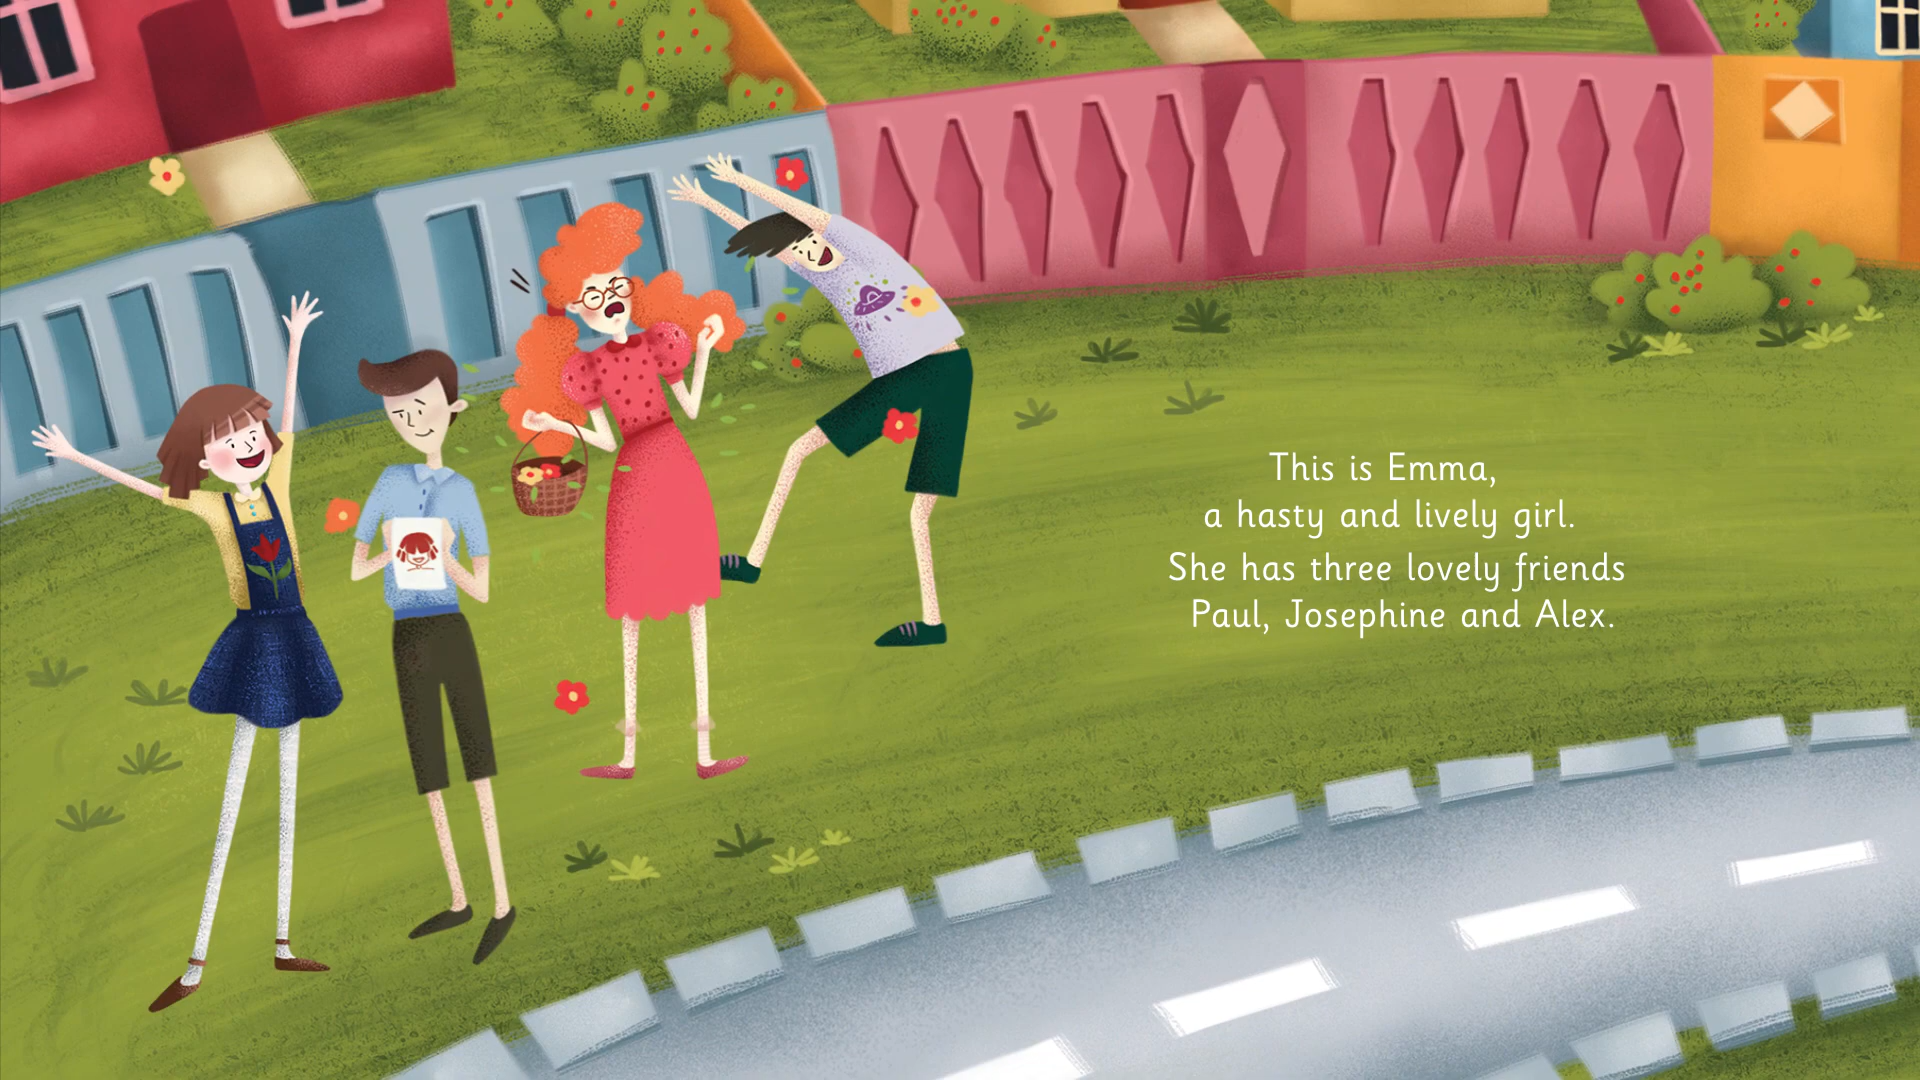 This is Emma,
a hasty and lively girl.
She has three lovely friends
Paul, Josephine and Alex.